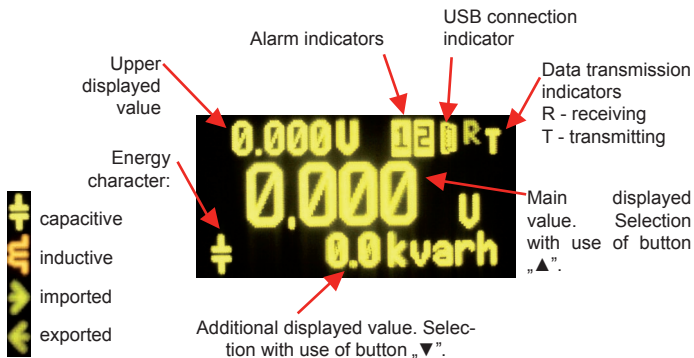 USB connection
indicator
Alarm indicators
Upper
displayed
value
Data transmission
indicators
R - receiving
T - transmitting
0.000V 12 R T
Energy
character:
0,000 V
Main displayed
value. Selection
with use of button
„▲”.
capacitive
0.0 kvarh
inductive
imported
exported
Additional displayed value. Selec-
tion with use of button „▼”.